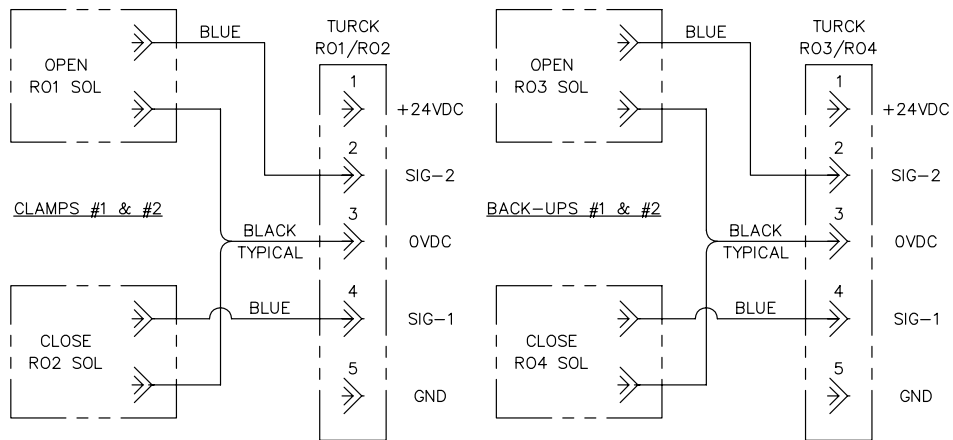 OPEN
RO1 SOL
BLUE
TURCK
RO1/RO2
1
+24VDC
2
SIG-2
CLAMPS #1 & #2
3
BLACK
TYPICAL
0VDC
CLOSE
RO2 SOL
BLUE
4
SIG-1
5
GND
OPEN
RO3 SOL
BLUE
TURCK
RO3/RO4
1
+24VDC
2
SIG-2
BACK-UPS #1 & #2
3
BLACK
TYPICAL
0VDC
CLOSE
RO4 SOL
BLUE
4
SIG-1
5
GND